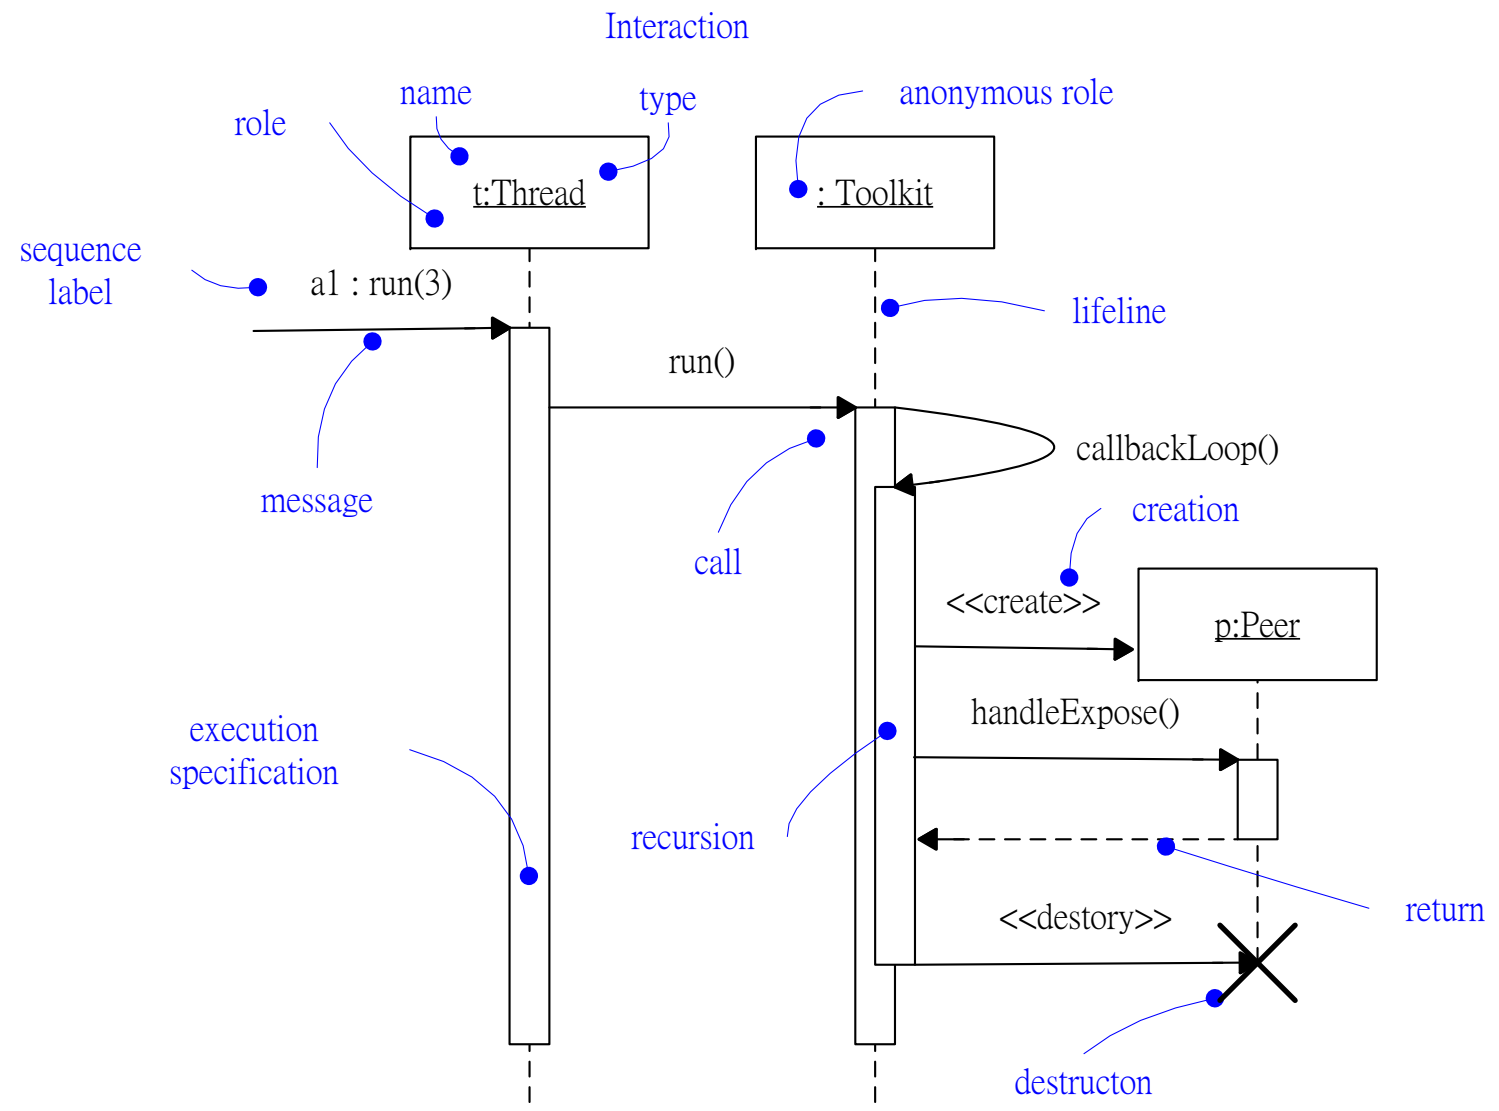 Interaction
name
type
anonymous role
role
t:Thread
: Toolkit
sequence
label
a1 : run(3)
lifeline
run()
callbackLoop()
message
creation
call
<<create>>
p:Peer
handleExpose()
execution
specification
recursion
return
<<destory>>
destructon